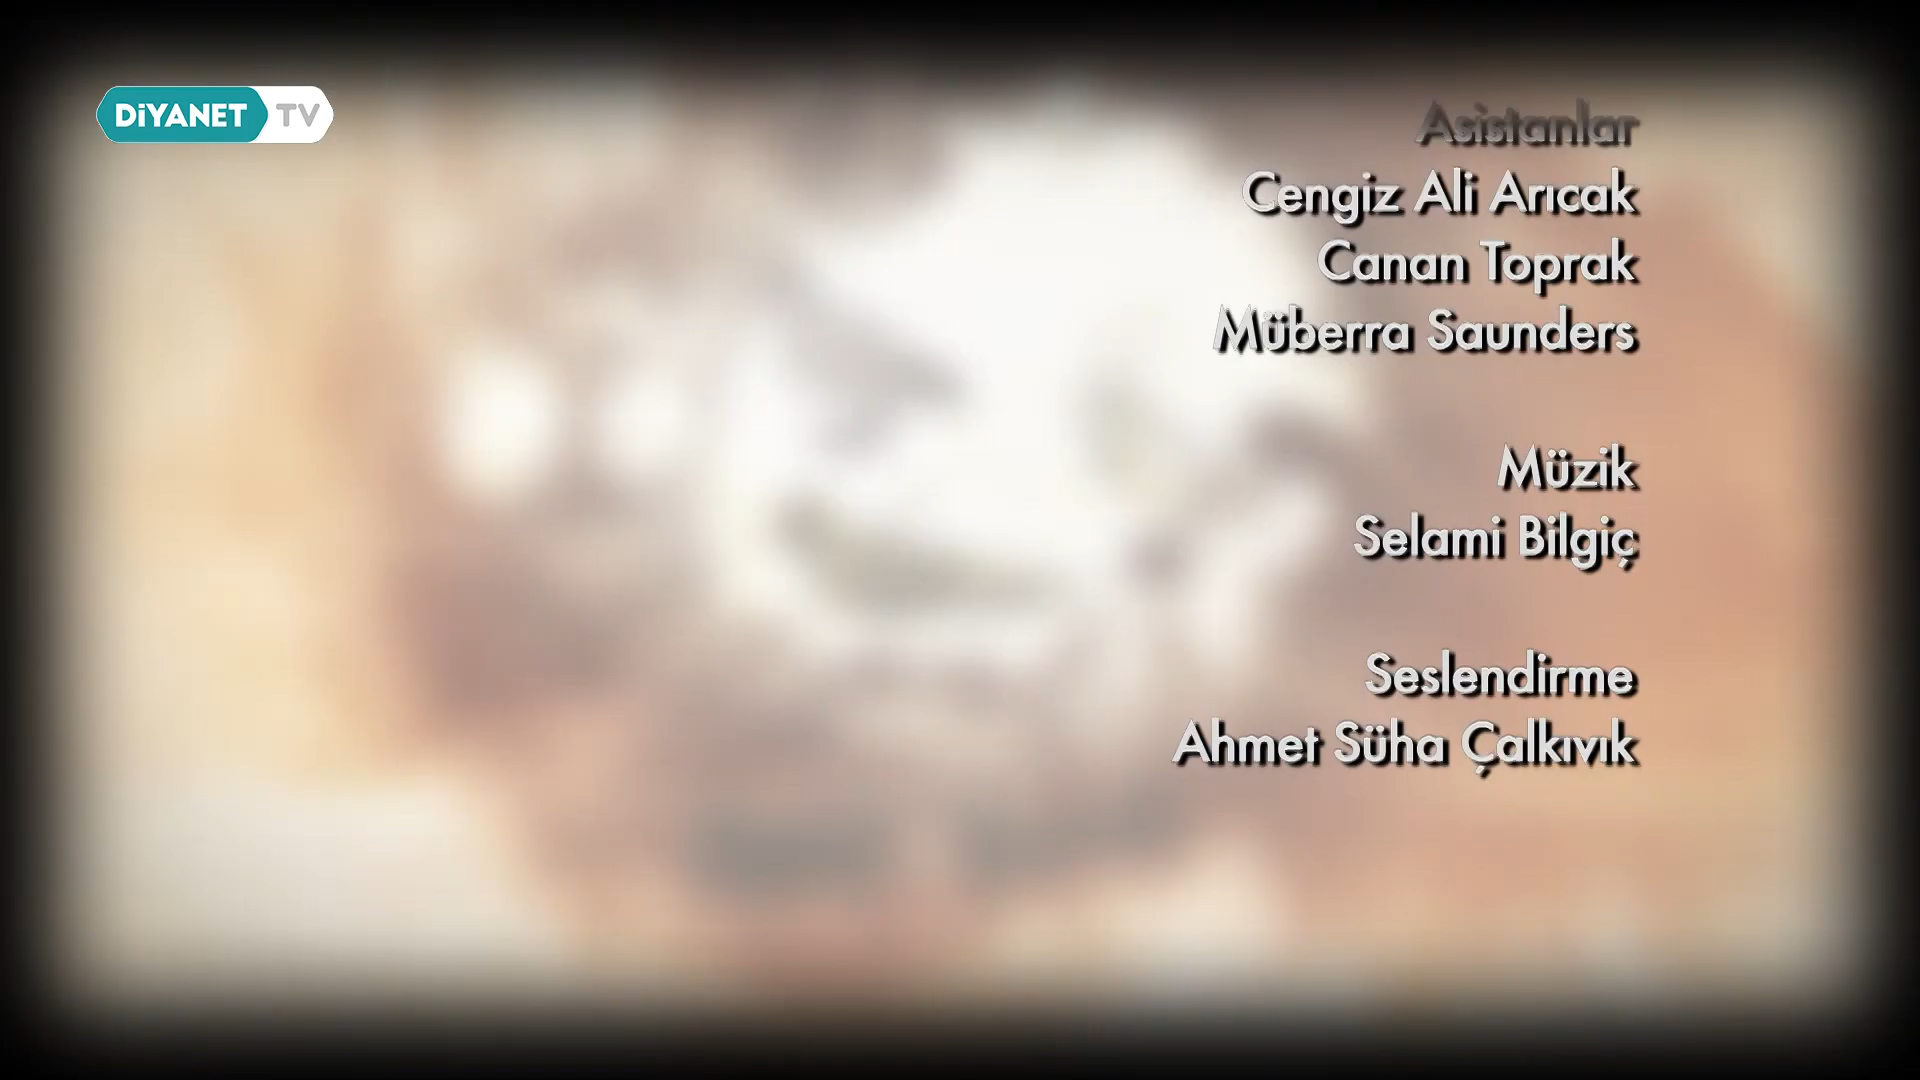 DİYANET TV
Asistanlar
Cengiz Ali Arıcak
Canan Toprak
Müberra Saunders
Müzik
Selami Bilgiç
Seslendirme
Ahmet Süha Çalkıvık